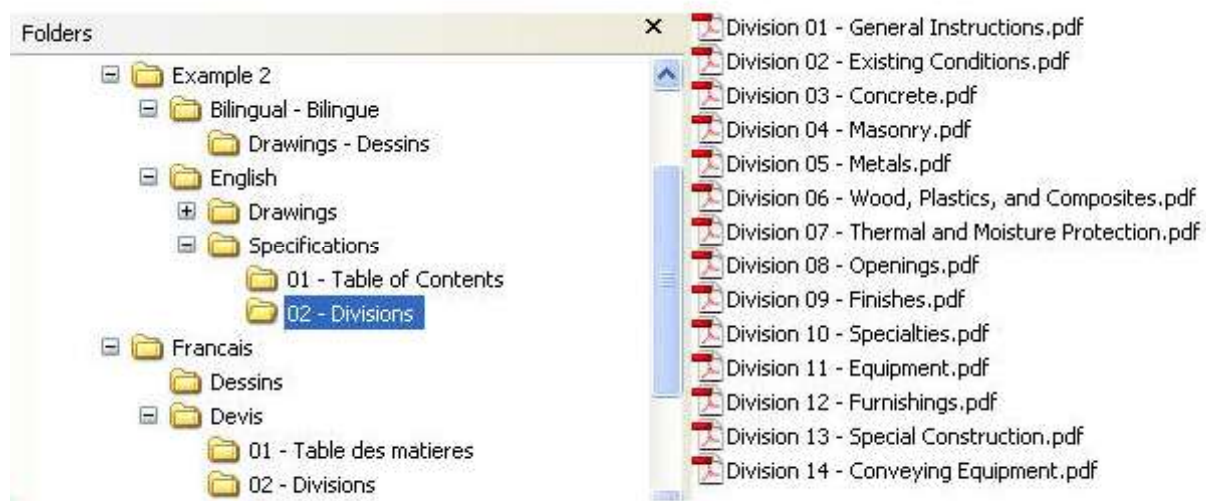 Folders
Example 2
Bilingual - Bilingue
Drawings - Dessins
English
Drawings
Specifications
01 - Table of Contents
02 - Divisions
Francais
Dessins
Devis
01 - Table des matieres
02 - Divisions
Division 01 - General Instructions.pdf
Division 02 - Existing Conditions.pdf
Division 03 - Concrete.pdf
Division 04 - Masonry.pdf
Division 05 - Metals.pdf
Division 06 - Wood, Plastics, and Composites.pdf
Division 07 - Thermal and Moisture Protection.pdf
Division 08 - Openings.pdf
Division 09 - Finishes.pdf
Division 10 - Specialties.pdf
Division 11 - Equipment.pdf
Division 12 - Furnishings.pdf
Division 13 - Special Construction.pdf
Division 14 - Conveying Equipment.pdf